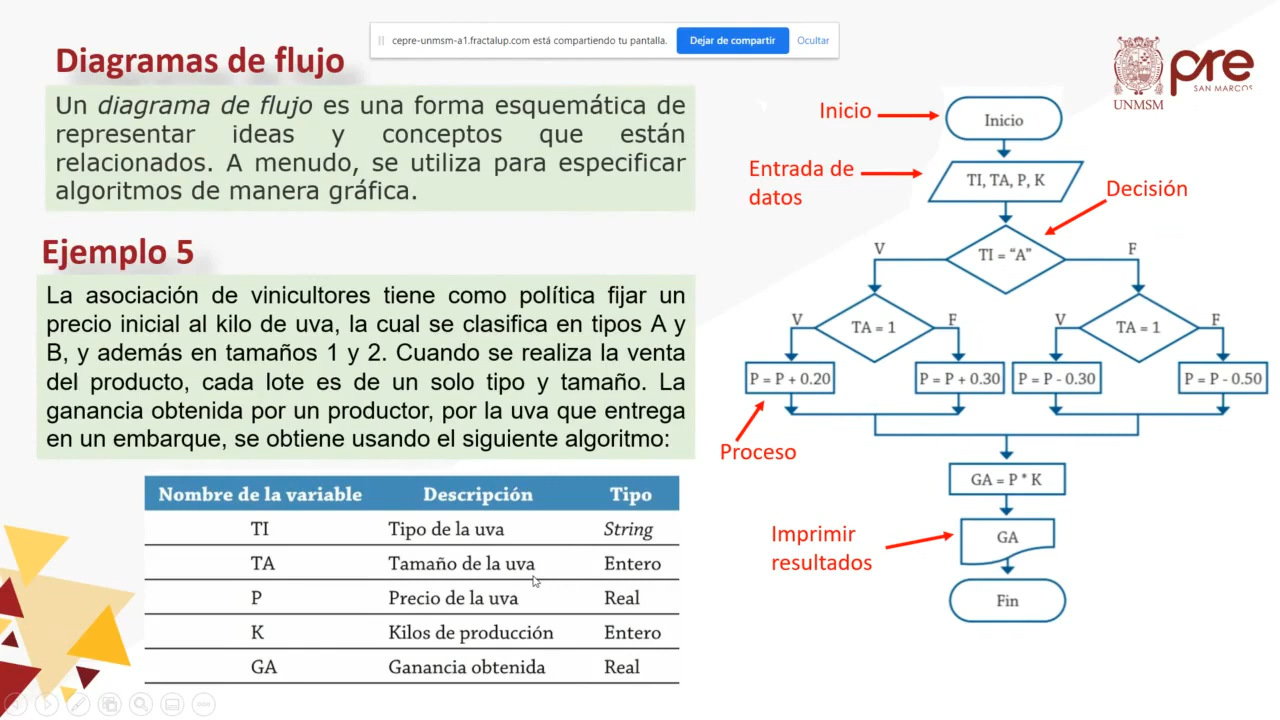 cepre-unmsm-a1.fractalup.com está compartiendo tu pantalla.
Dejar de compartir
Ocultar
Diagramas de flujo
Un diagrama de flujo es una forma esquemática de
representar ideas y conceptos que están
relacionados. A menudo, se utiliza para especificar
algoritmos de manera gráfica.
Ejemplo 5
La asociación de vinicultores tiene como política fijar un
precio inicial al kilo de uva, la cual se clasifica en tipos A y
B, y además en tamaños 1 y 2. Cuando se realiza la venta
del producto, cada lote es de un solo tipo y tamaño. La
ganancia obtenida por un productor, por la uva que entrega
en un embarque, se obtiene usando el siguiente algoritmo:
Nombre de la variable Descripción Tipo
TI Tipo de la uva String
TA Tamaño de la uva Entero
P Precio de la uva Real
K Kilos de producción Entero
GA Ganancia obtenida Real
UNMSM
pre
SAN MARCOS
Inicio
Inicio
Entrada de
datos
TI, TA, P, K
Decisión
TI = “A”
V
F
TA = 1
V
F
TA = 1
V
F
P = P + 0.20
P = P + 0.30
P = P - 0.30
P = P - 0.50
Proceso
GA = P * K
Imprimir
resultados
GA
Fin